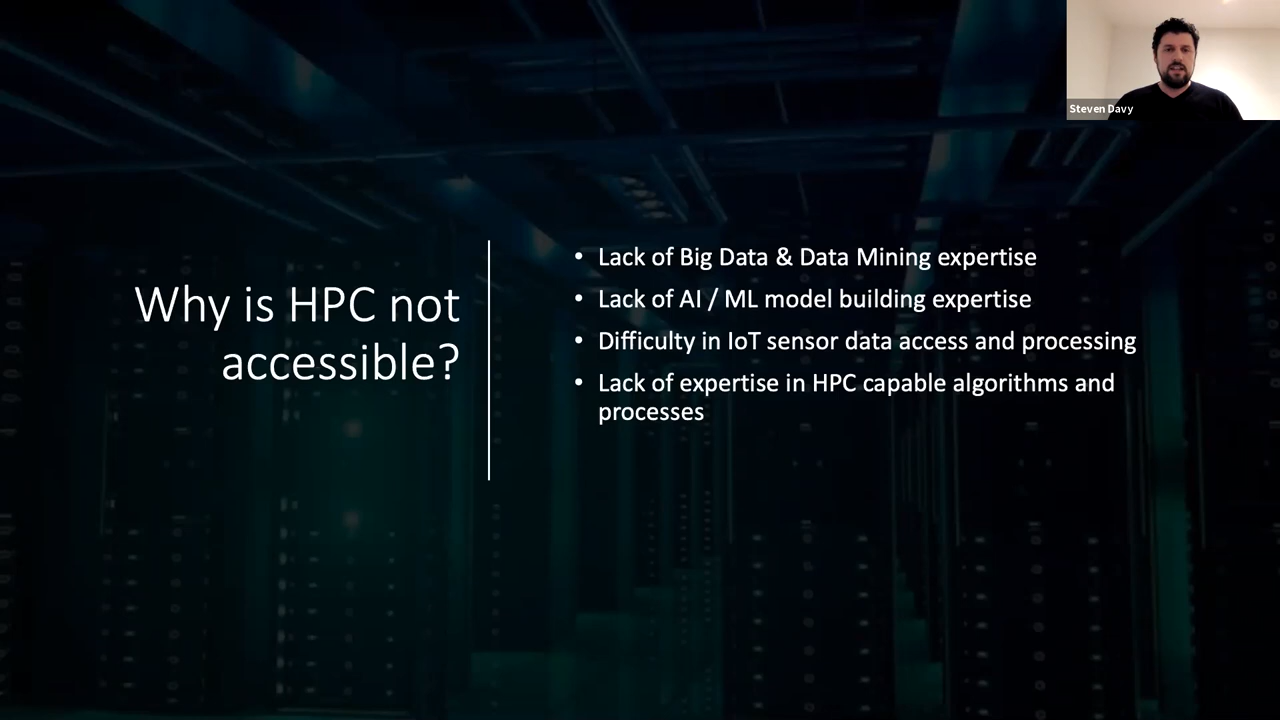 Steven Davy
Why is HPC not
accessible?
• Lack of Big Data & Data Mining expertise
• Lack of AI / ML model building expertise
• Difficulty in IoT sensor data access and processing
• Lack of expertise in HPC capable algorithms and
processes